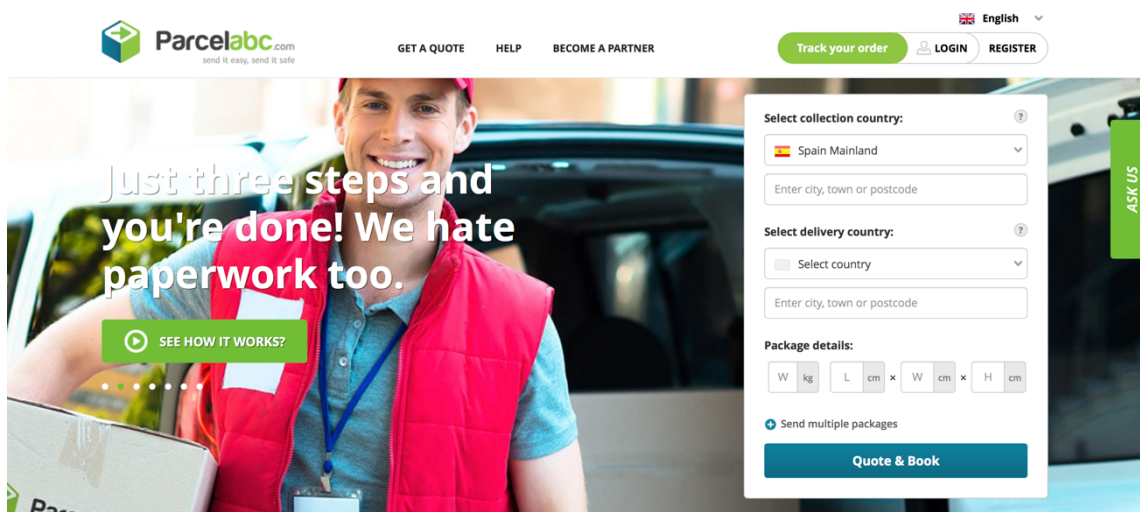 English
Parcelabc.com
send it easy, send it safe
GET A QUOTE HELP BECOME A PARTNER
Track your order LOGIN REGISTER
Just three steps and
you're done! We hate
paperwork too.
SEE HOW IT WORKS?
Select collection country: ?
Spain Mainland
Enter city, town or postcode
Select delivery country: ?
Select country
Enter city, town or postcode
Package details:
W kg L cm × W cm × H cm
Send multiple packages
Quote & Book
ASK US